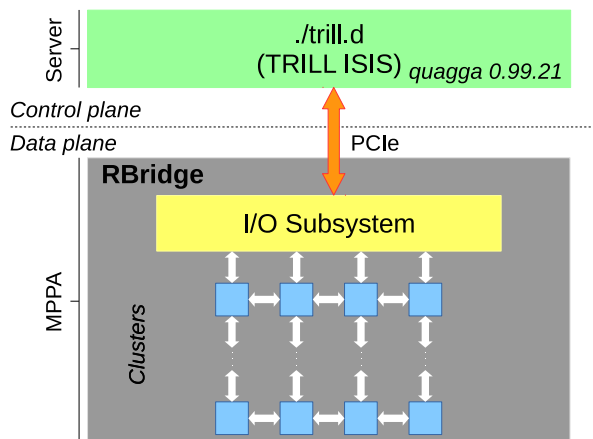 Server
./trill.d
(TRILL ISIS)
quagga 0.99.21
Control plane
Data plane
PCIe
RBridge
I/O Subsystem
MPPA
Clusters